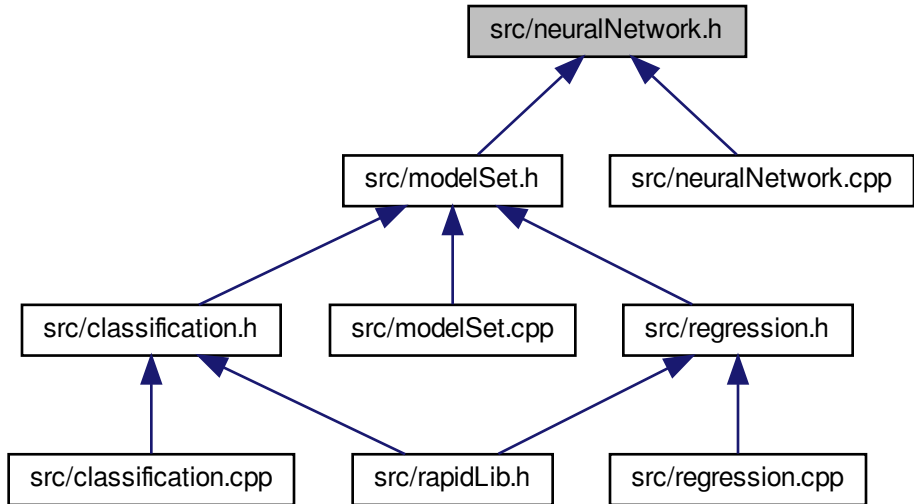 src/neuralNetwork.h
src/modelSet.h
src/neuralNetwork.cpp
src/classification.h
src/modelSet.cpp
src/regression.h
src/classification.cpp
src/rapidLib.h
src/regression.cpp